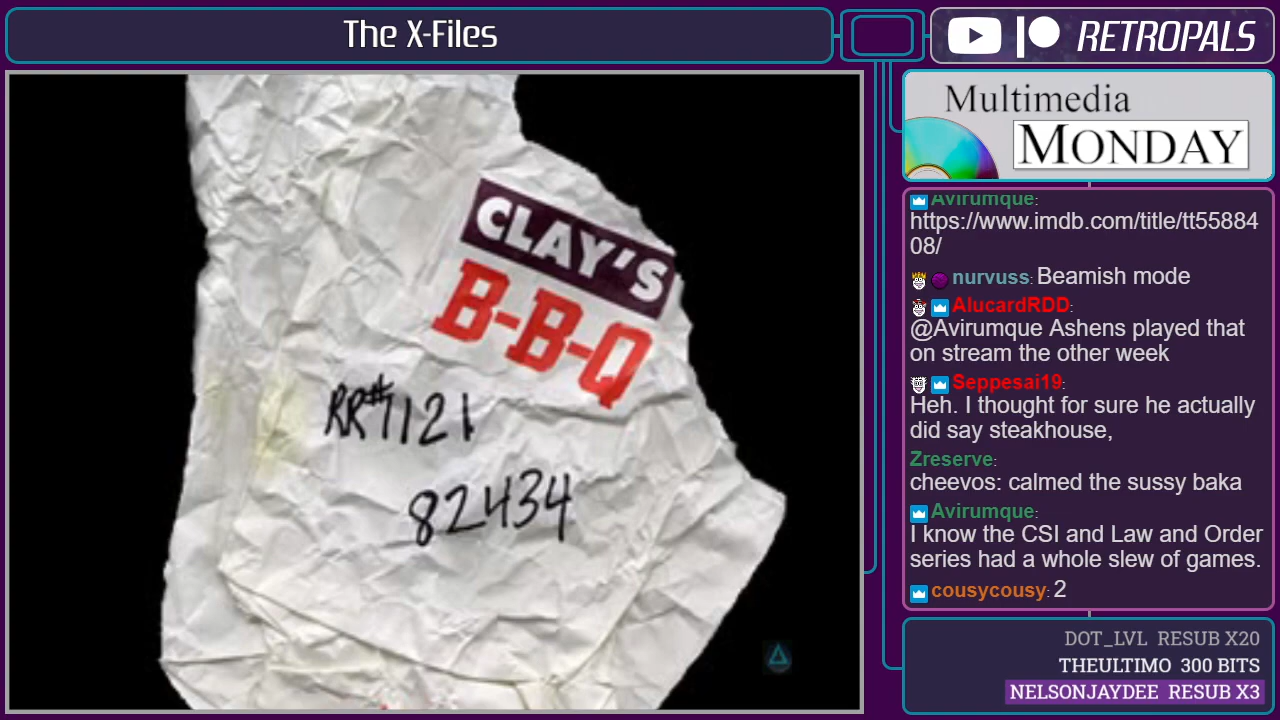 The X-Files
RETROPALS
Multimedia
MONDAY
CLAY'S
B-B-Q
RR#7121
82434
Avirumque:
https://www.imdb.com/title/tt55884
08/
nurvuss: Beamish mode
AlucardRDD:
@Avirumque Ashens played that
on stream the other week
Seppesai19:
Heh. I thought for sure he actually
did say steakhouse,
Zreserve:
cheevos: calmed the sussy baka
Avirumque:
I know the CSI and Law and Order
series had a whole slew of games.
cousycousy: 2
DOT_LVL RESUB X20
THEULTIMO 300 BITS
NELSONJAYDEE RESUB X3